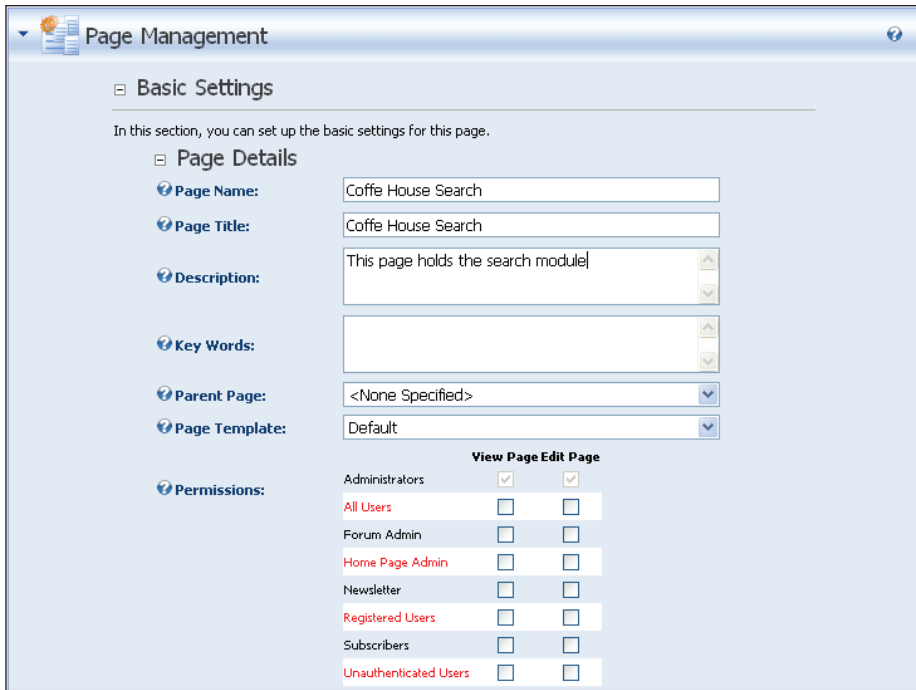 Page Management
Basic Settings
In this section, you can set up the basic settings for this page.
Page Details
Page Name: Coffe House Search
Page Title: Coffe House Search
Description: This page holds the search module
Key Words:
Parent Page: <None Specified>
Page Template: Default
View Page Edit Page
Permissions:
Administrators
All Users
Forum Admin
Home Page Admin
Newsletter
Registered Users
Subscribers
Unauthenticated Users